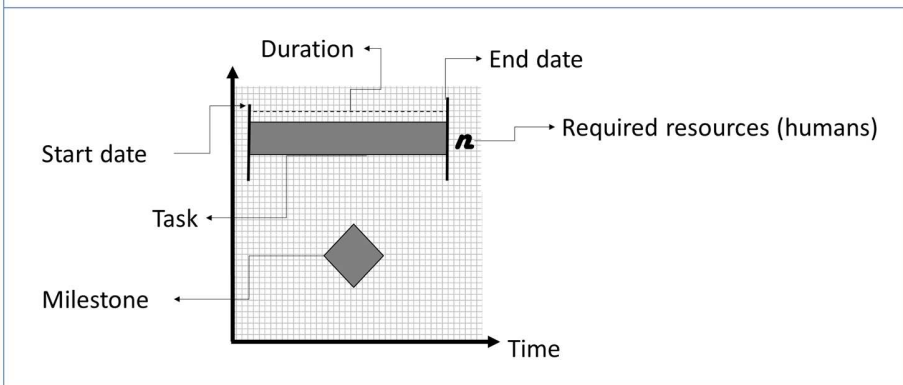 Duration
End date
n
Required resources (humans)
Start date
Task
Milestone
Time